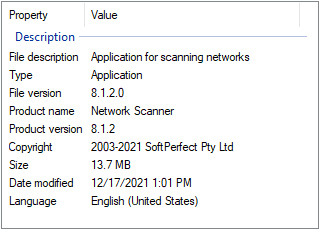 Property Value
Description
File description Application for scanning networks
Type Application
File version 8.1.2.0
Product name Network Scanner
Product version 8.1.2
Copyright 2003-2021 SoftPerfect Pty Ltd
Size 13.7 MB
Date modified 12/17/2021 1:01 PM
Language English (United States)